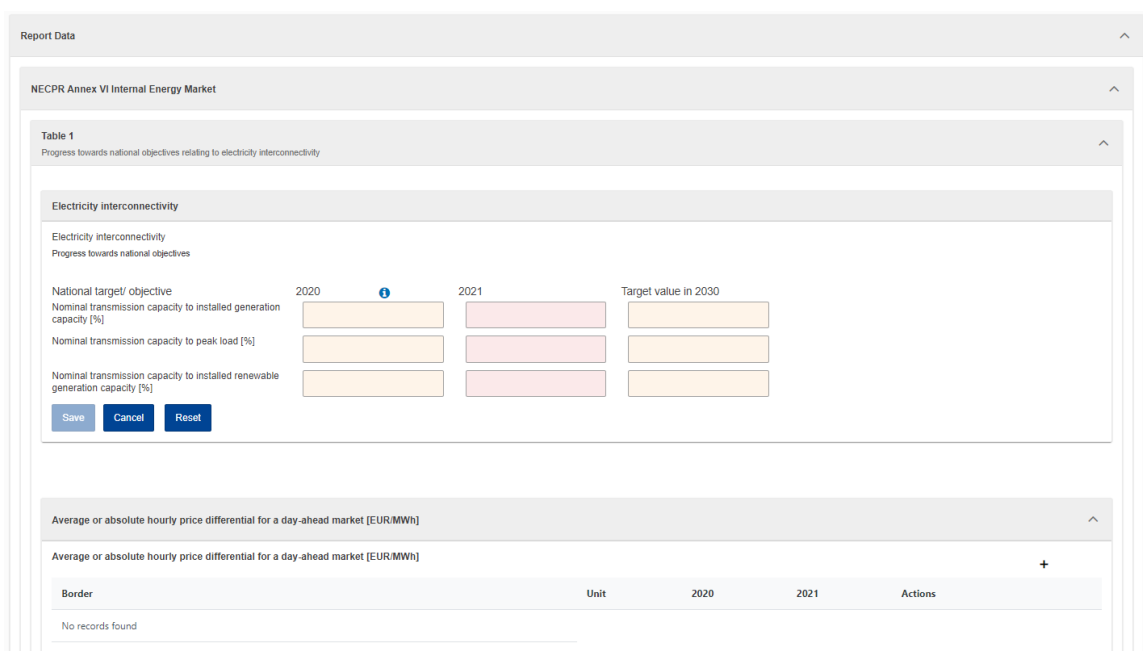 Report Data
NECPR Annex VI Internal Energy Market
Table 1
Progress towards national objectives relating to electricity interconnectivity
Electricity interconnectivity
Electricity interconnectivity
Progress towards national objectives
National target/ objective 2020 2021 Target value in 2030
Nominal transmission capacity to installed generation
capacity [%]
Nominal transmission capacity to peak load [%]
Nominal transmission capacity to installed renewable
generation capacity [%]
Save Cancel Reset
Average or absolute hourly price differential for a day-ahead market [EUR/MWh]
Average or absolute hourly price differential for a day-ahead market [EUR/MWh]
+
Border Unit 2020 2021 Actions
No records found